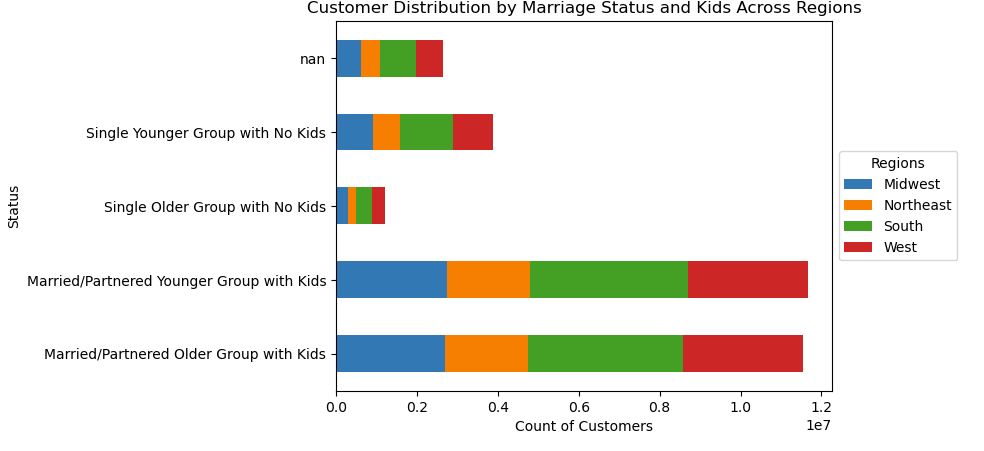 Customer Distribution by Marriage Status and Kids Across Regions
nan
Single Younger Group with No Kids
Single Older Group with No Kids
Married/Partnered Younger Group with Kids
Married/Partnered Older Group with Kids
Status
0.0 0.2 0.4 0.6 0.8 1.0 1.2
1e7
Count of Customers
Regions
Midwest
Northeast
South
West